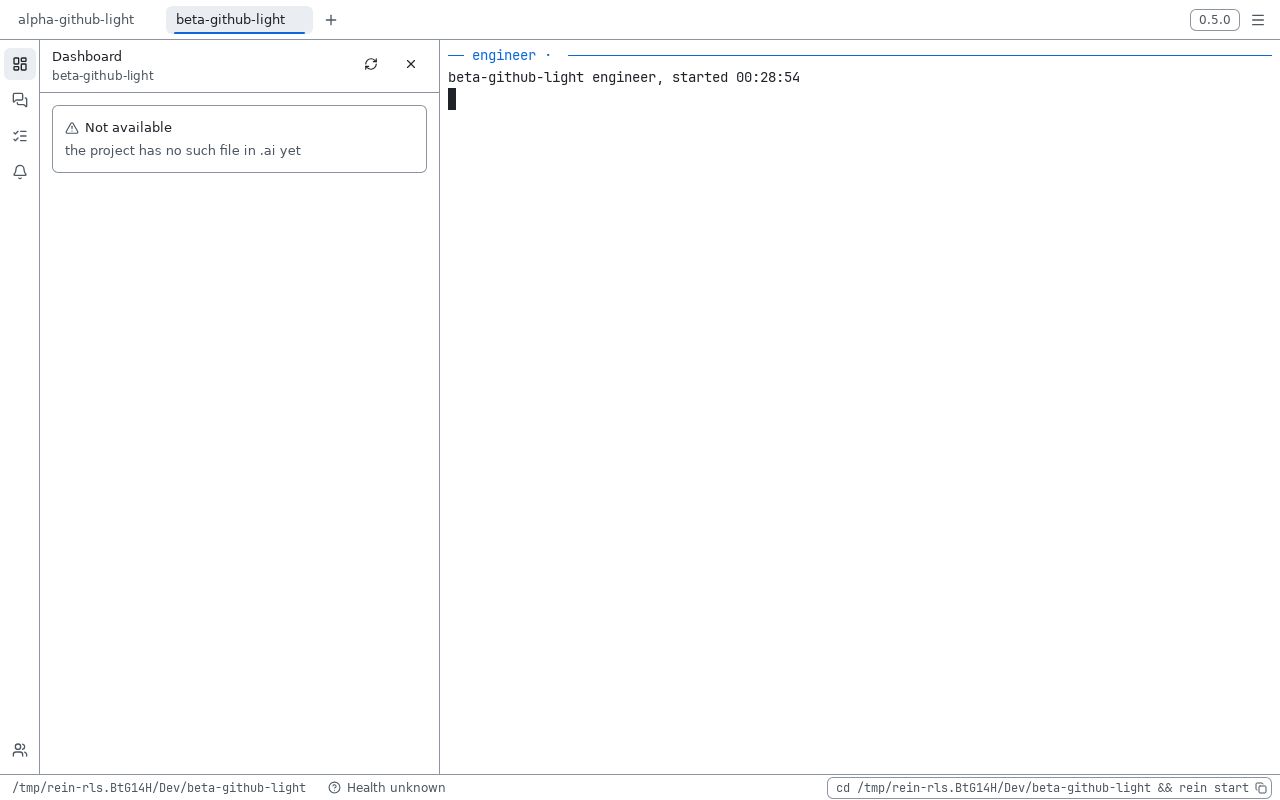 alpha-github-light
beta-github-light
0.5.0
Dashboard
beta-github-light
Not available
the project has no such file in .ai yet
engineer ·
beta-github-light engineer, started 00:28:54
/tmp/rein-rls.BtG14H/Dev/beta-github-light
Health unknown
cd /tmp/rein-rls.BtG14H/Dev/beta-github-light && rein start